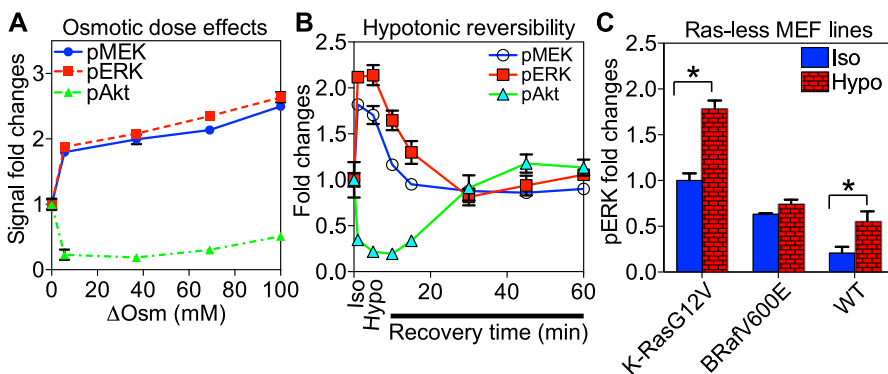 A
Osmotic dose effects
pMEK
pERK
pAkt
Signal fold changes
3
2
1
0
0 20 40 60 80 100
ΔOsm (mM)
B
Hypotonic reversibility
pMEK
pERK
pAkt
Fold changes
2.5
2.0
1.5
1.0
0.5
0.0
Iso
Hypo
20 40 60
Recovery time (min)
C
Ras-less MEF lines
Iso
Hypo
pERK fold changes
2.5
2.0
1.5
1.0
0.5
0.0
*
*
K-RasG12V
BRafV600E
WT